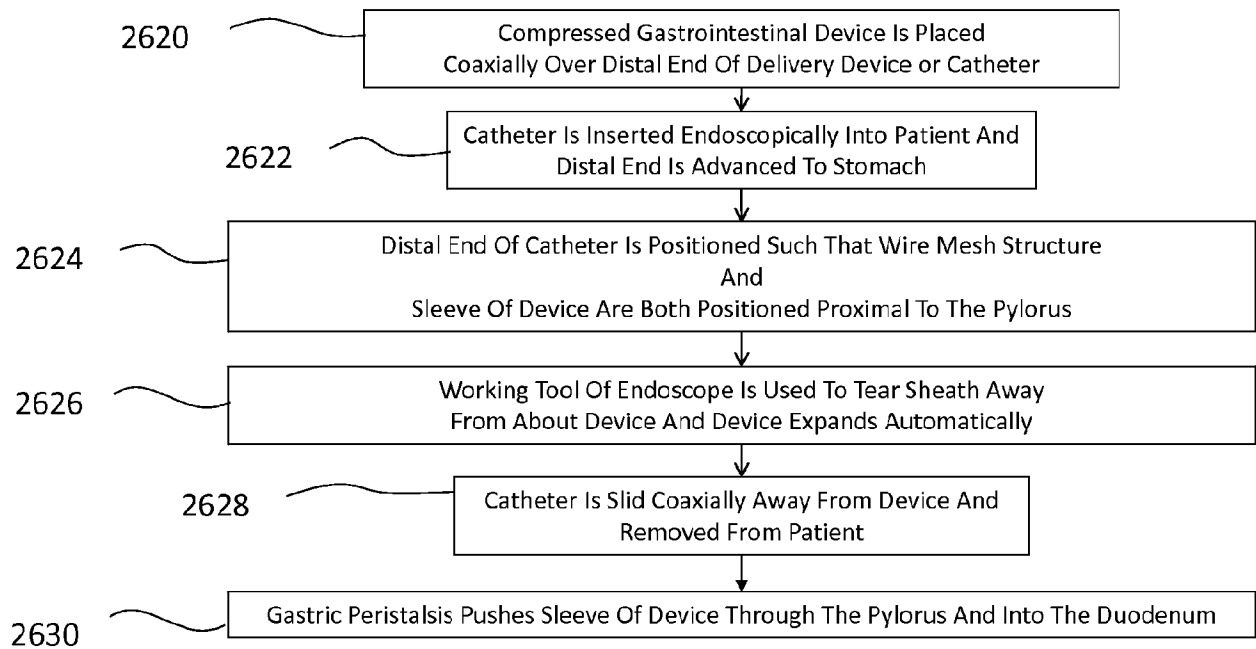 2620
Compressed Gastrointestinal Device Is Placed
Coaxially Over Distal End Of Delivery Device or Catheter
2622
Catheter Is Inserted Endoscopically Into Patient And
Distal End Is Advanced To Stomach
2624
Distal End Of Catheter Is Positioned Such That Wire Mesh Structure
And
Sleeve Of Device Are Both Positioned Proximal To The Pylorus
2626
Working Tool Of Endoscope Is Used To Tear Sheath Away
From About Device And Device Expands Automatically
2628
Catheter Is Slid Coaxially Away From Device And
Removed From Patient
2630
Gastric Peristalsis Pushes Sleeve Of Device Through The Pylorus And Into The Duodenum